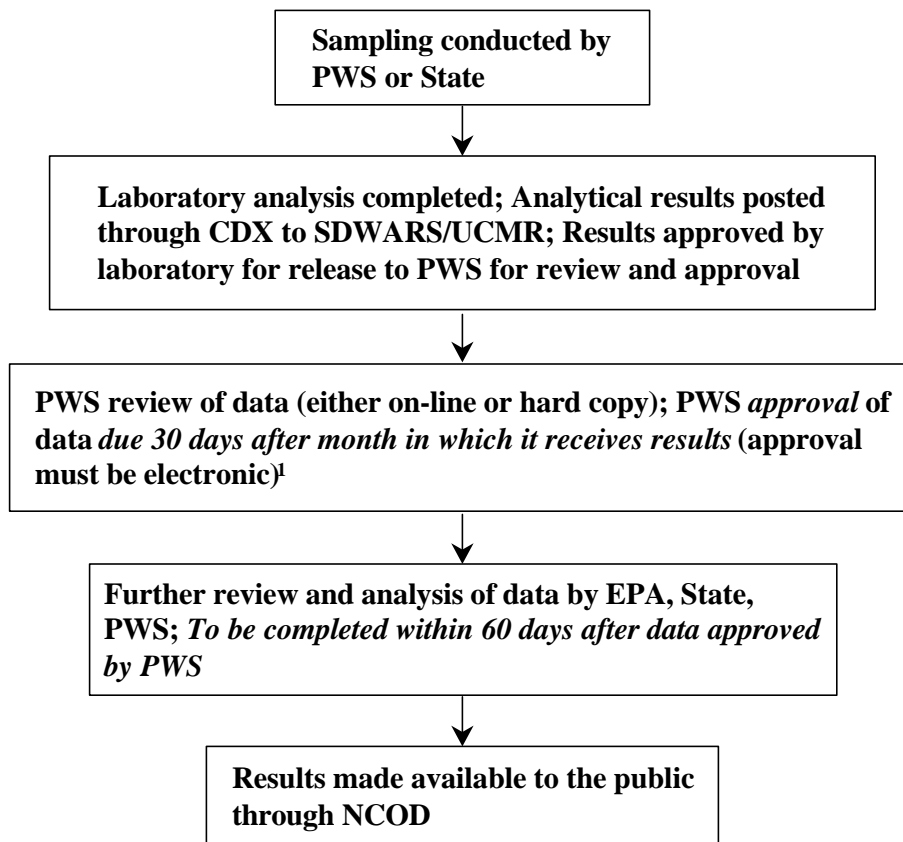 Sampling conducted by
PWS or State
Laboratory analysis completed; Analytical results posted
through CDX to SDWARS/UCMR; Results approved by
laboratory for release to PWS for review and approval
PWS review of data (either on-line or hard copy); PWS approval of
data due 30 days after month in which it receives results (approval
must be electronic)¹
Further review and analysis of data by EPA, State,
PWS; To be completed within 60 days after data approved
by PWS
Results made available to the public
through NCOD